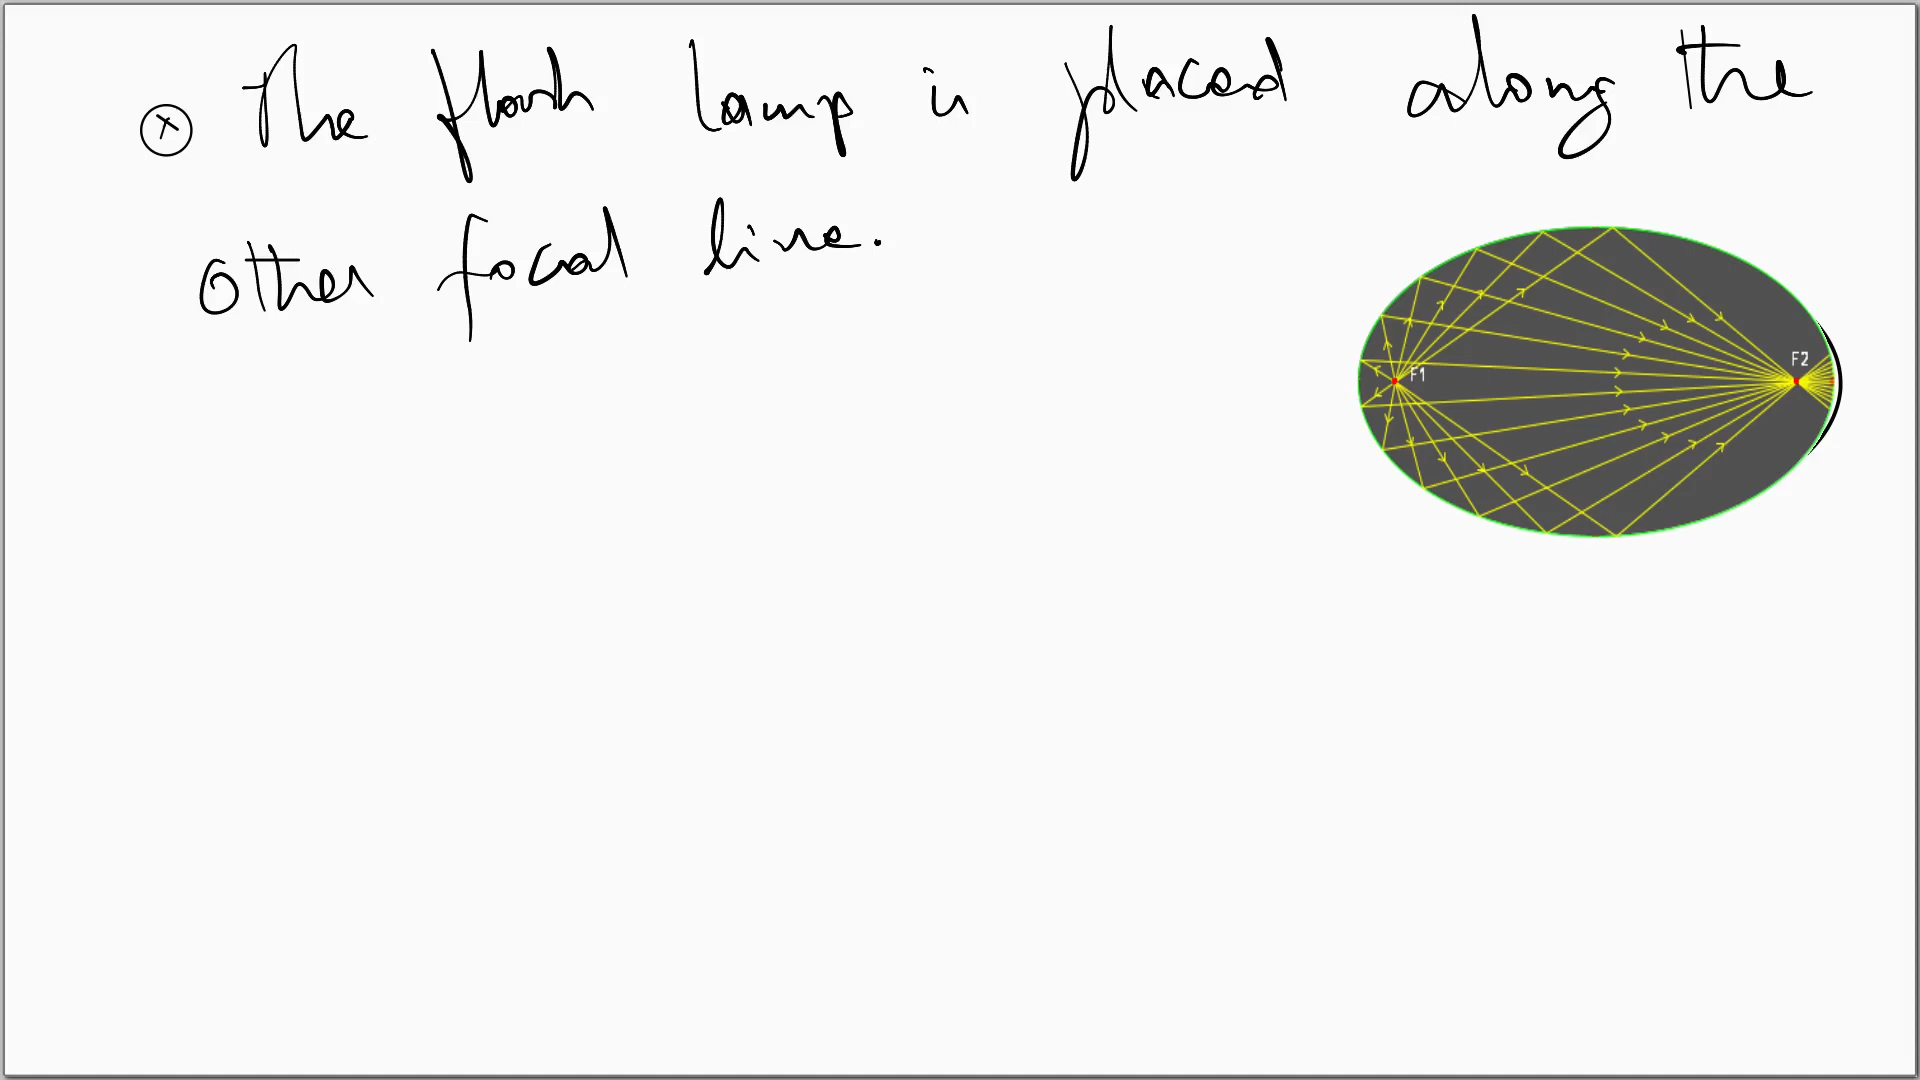 The flash lamp is placed along the
other focal line.
F1
F2